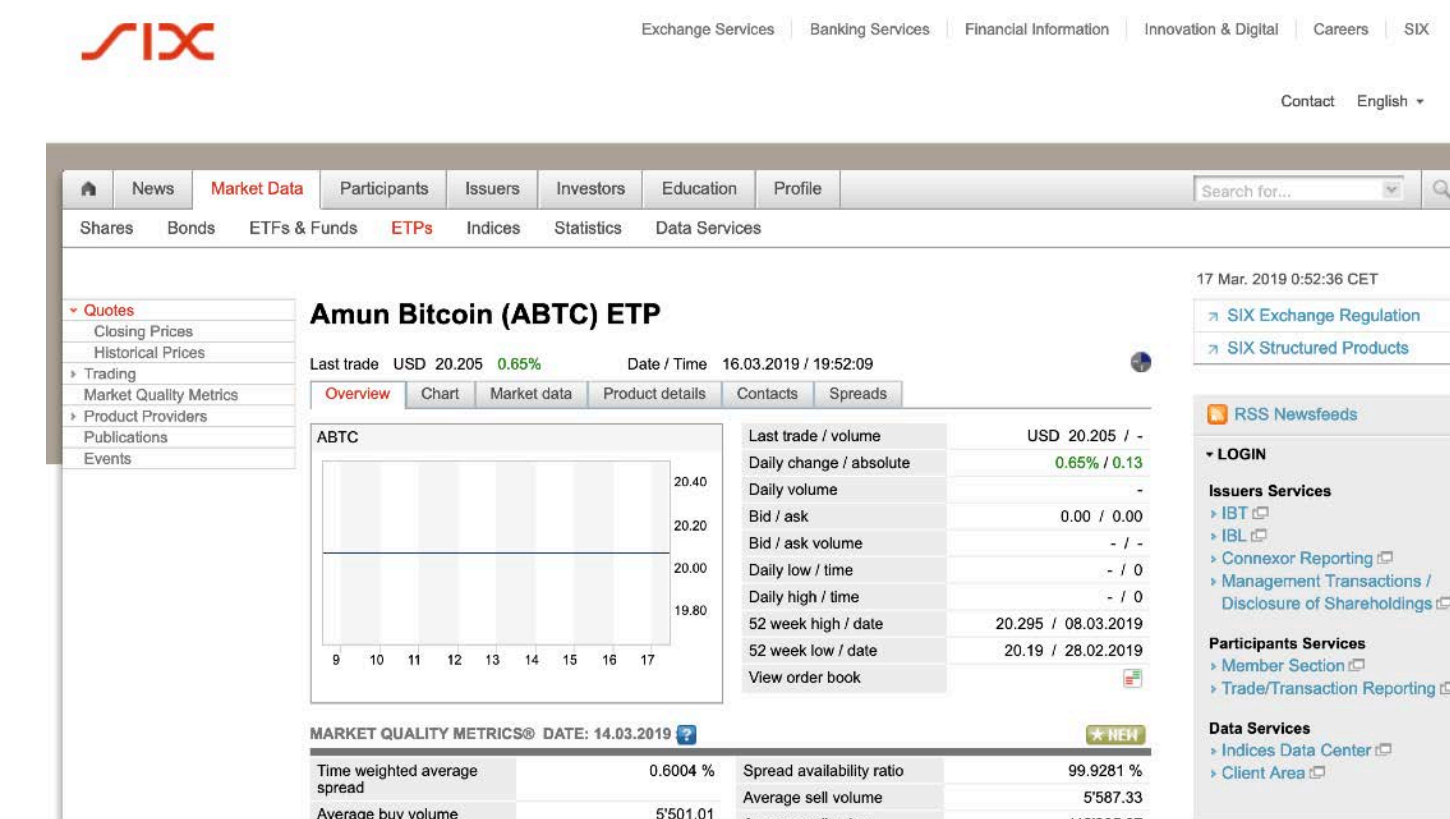 SIX
Exchange Services Banking Services Financial Information Innovation & Digital Careers SIX
Contact English
News Market Data Participants Issuers Investors Education Profile
Search for...
Shares Bonds ETFs & Funds ETPs Indices Statistics Data Services
17 Mar. 2019 0:52:36 CET
Quotes
Closing Prices
Historical Prices
Trading
Market Quality Metrics
Product Providers
Publications
Events
Amun Bitcoin (ABTC) ETP
Last trade USD 20.205 0.65% Date / Time 16.03.2019 / 19:52:09
Overview Chart Market data Product details Contacts Spreads
ABTC
20.40
20.20
20.00
19.80
9 10 11 12 13 14 15 16 17
Last trade / volume USD 20.205 / -
Daily change / absolute 0.65% / 0.13
Daily volume -
Bid / ask 0.00 / 0.00
Bid / ask volume - / -
Daily low / time - / 0
Daily high / time - / 0
52 week high / date 20.295 / 08.03.2019
52 week low / date 20.19 / 28.02.2019
View order book
MARKET QUALITY METRICS® DATE: 14.03.2019 ?
NEW
Time weighted average spread 0.6004 %
Average buy volume 5'501.01
Spread availability ratio 99.9281 %
Average sell volume 5'587.33
SIX Exchange Regulation
SIX Structured Products
RSS Newsfeeds
LOGIN
Issuers Services
IBT
IBL
Connexor Reporting
Management Transactions /
Disclosure of Shareholdings
Participants Services
Member Section
Trade/Transaction Reporting
Data Services
Indices Data Center
Client Area